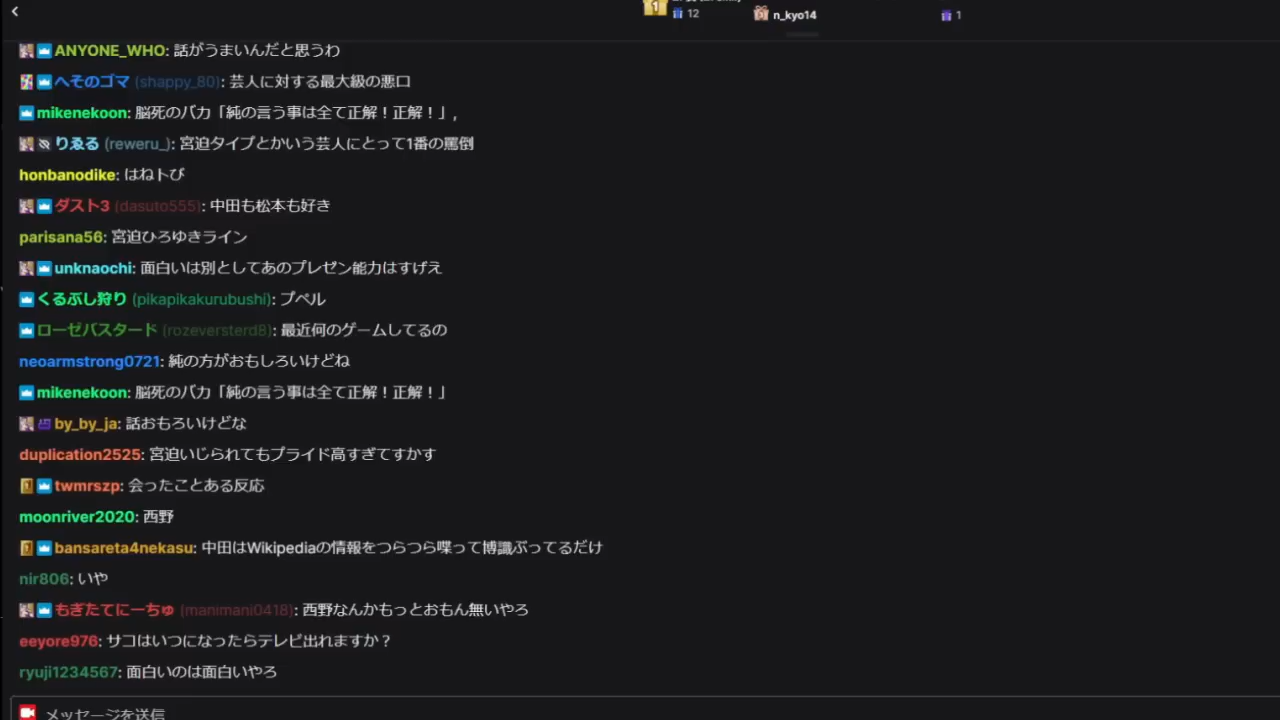 1
12
n_kyo14
1
ANYONE_WHO: 話がうまいんだと思うわ
へそのゴマ (shappy_80): 芸人に対する最大級の悪口
mikenekoon: 脳死のバカ「純の言う事は全て正解！正解！」,
りゑる (reweru_): 宮迫タイプとかいう芸人にとって1番の罵倒
honbanodike: はねトび
ダスト3 (dasuto555): 中田も松本も好き
parisana56: 宮迫ひろゆきライン
unknaochi: 面白いは別としてあのプレゼン能力はすげえ
くるぶし狩り (pikapikakurubushi): プペル
ローゼバスタード (rozeversterd8): 最近何のゲームしてるの
neoarmstrong0721: 純の方がおもしろいけどね
mikenekoon: 脳死のバカ「純の言う事は全て正解！正解！」
by_by_ja: 話おもろいけどな
duplication2525: 宮迫いじられてもプライド高すぎてすかす
twmrszp: 会ったことある反応
moonriver2020: 西野
bansareta4nekasu: 中田はWikipediaの情報をつらつら喋って博識ぶってるだけ
nir806: いや
もぎたてにーちゅ (manimani0418): 西野なんかもっとおもん無いやろ
eeyore976: サコはいつになったらテレビ出れますか？
ryuji1234567: 面白いのは面白いやろ
メッセージを送信